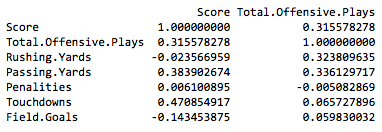 Score Total.Offensive.Plays
Score 1.000000000 0.315578278
Total.Offensive.Plays 0.315578278 1.000000000
Rushing.Yards -0.023566959 0.323809635
Passing.Yards 0.383902674 0.336129717
Penalities 0.006100895 -0.005082869
Touchdowns 0.470854917 0.065727896
Field.Goals -0.143453875 0.059830032